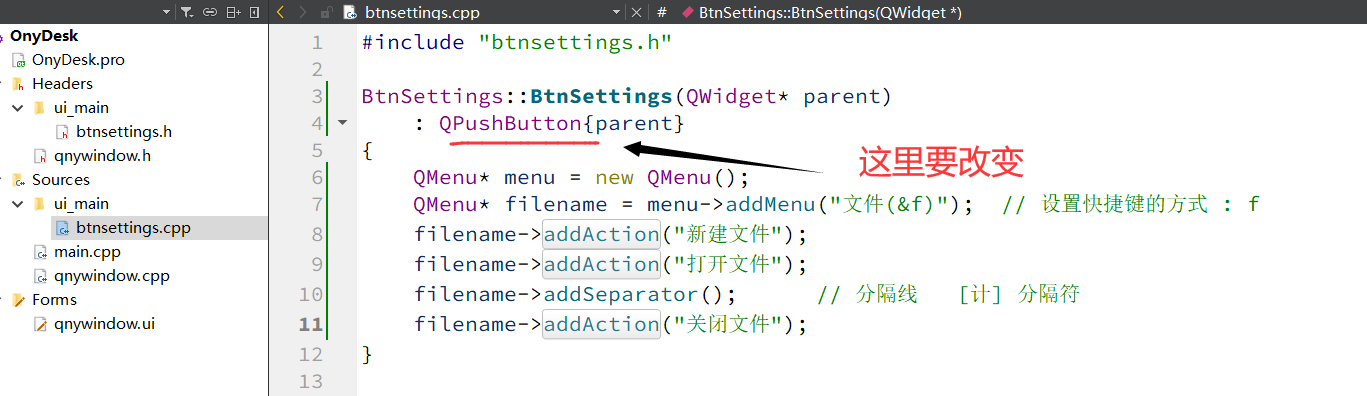 btnsettings.cpp
# BtnSettings::BtnSettings(QWidget *)
OnyDesk
OnyDesk.pro
Headers
ui_main
btnsettings.h
qnywindow.h
Sources
ui_main
btnsettings.cpp
main.cpp
qnywindow.cpp
Forms
qnywindow.ui
1 #include "btnsettings.h"
2
3 BtnSettings::BtnSettings(QWidget* parent)
4 : QPushButton{parent}
5 {
这里要改变
6 QMenu* menu = new QMenu();
7 QMenu* filename = menu->addMenu("文件(&f)"); // 设置快捷键的方式 : f
8 filename->addAction("新建文件");
9 filename->addAction("打开文件");
10 filename->addSeparator(); // 分隔线 [计] 分隔符
11 filename->addAction("关闭文件");
12 }
13